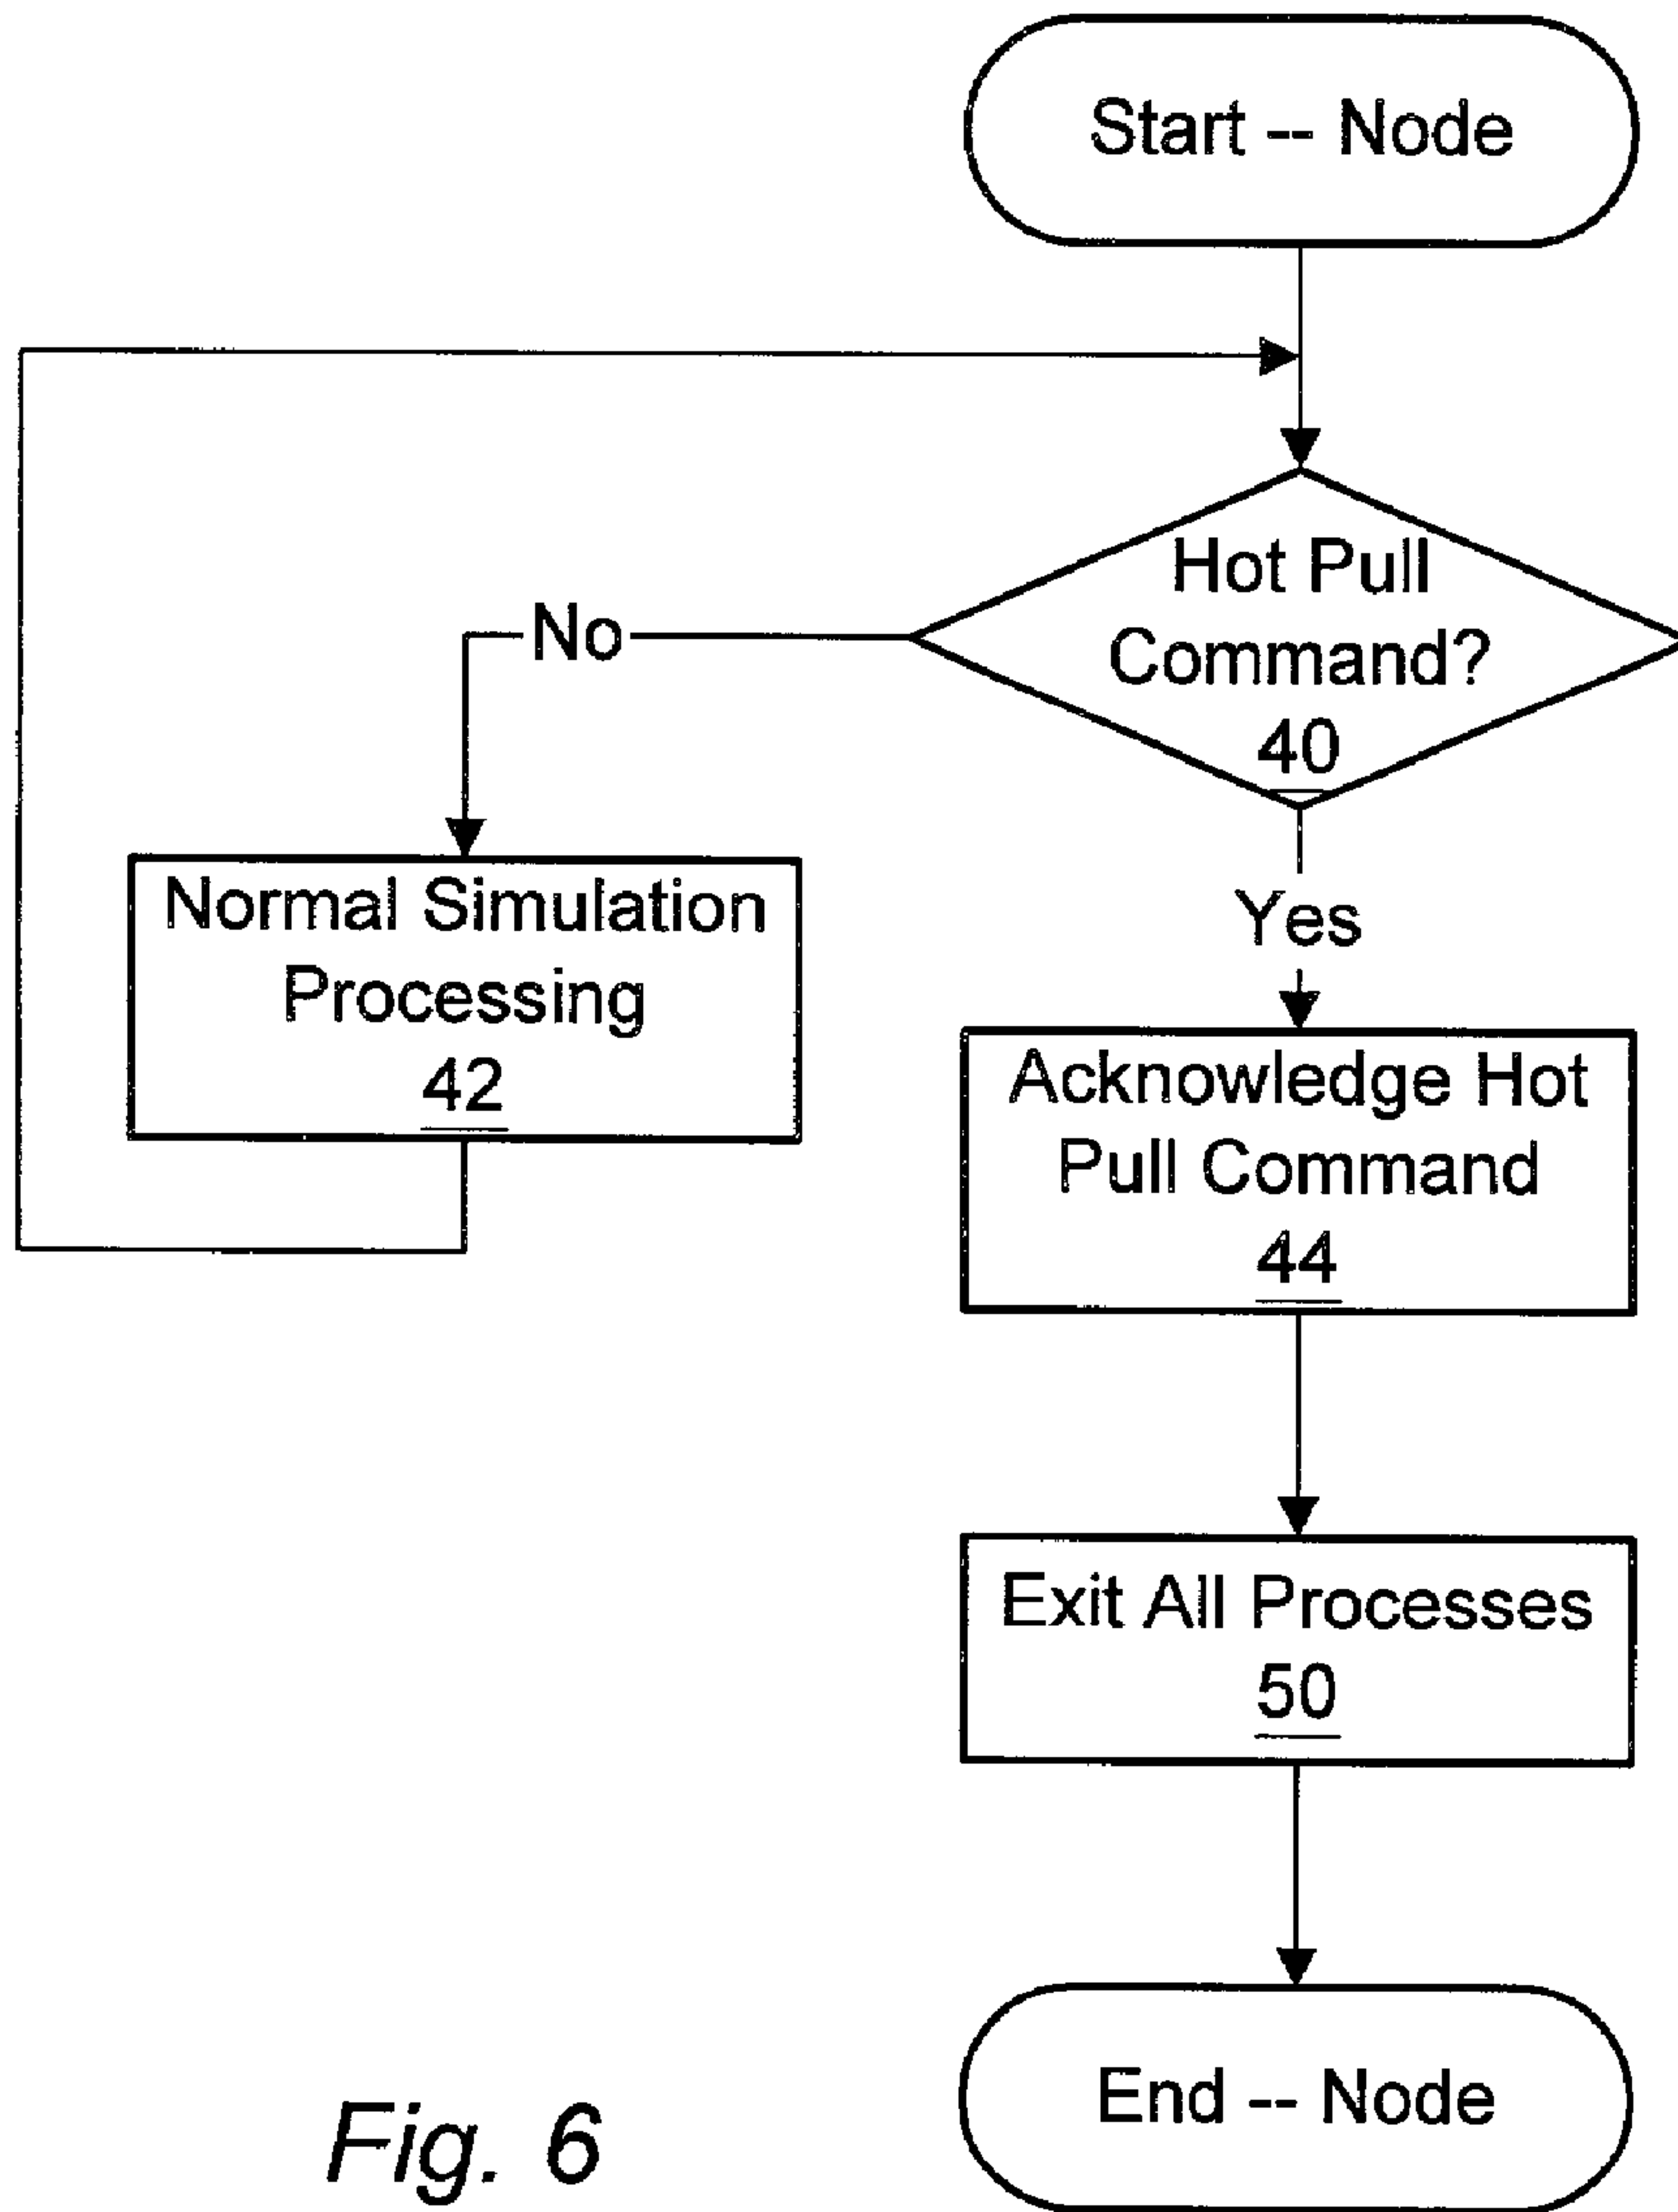 Start -- Node
Hot Pull
Command?
40
No
Yes
Normal Simulation
Processing
42
Acknowledge Hot
Pull Command
44
Exit All Processes
50
End -- Node
Fig. 6